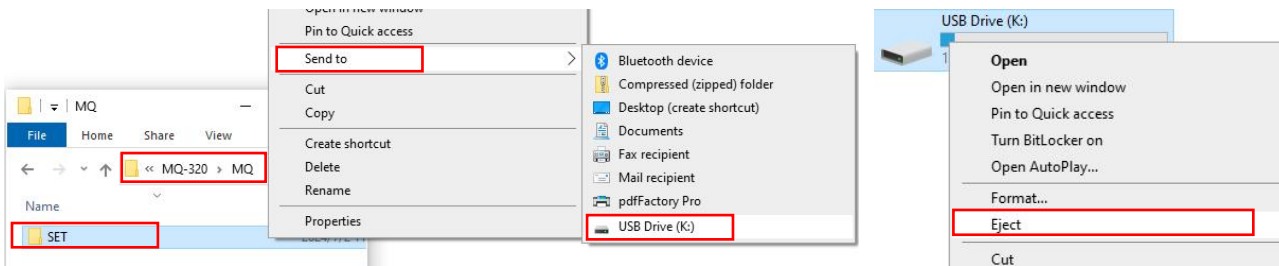 Open in new window
Pin to Quick access
Send to
Cut
Copy
Create shortcut
Delete
Rename
Properties
MQ
File Home Share View
« MQ-320 › MQ
Name
SET
Bluetooth device
Compressed (zipped) folder
Desktop (create shortcut)
Documents
Fax recipient
Mail recipient
pdfFactory Pro
USB Drive (K:)
USB Drive (K:)
1
Open
Open in new window
Pin to Quick access
Turn BitLocker on
Open AutoPlay...
Format...
Eject
Cut